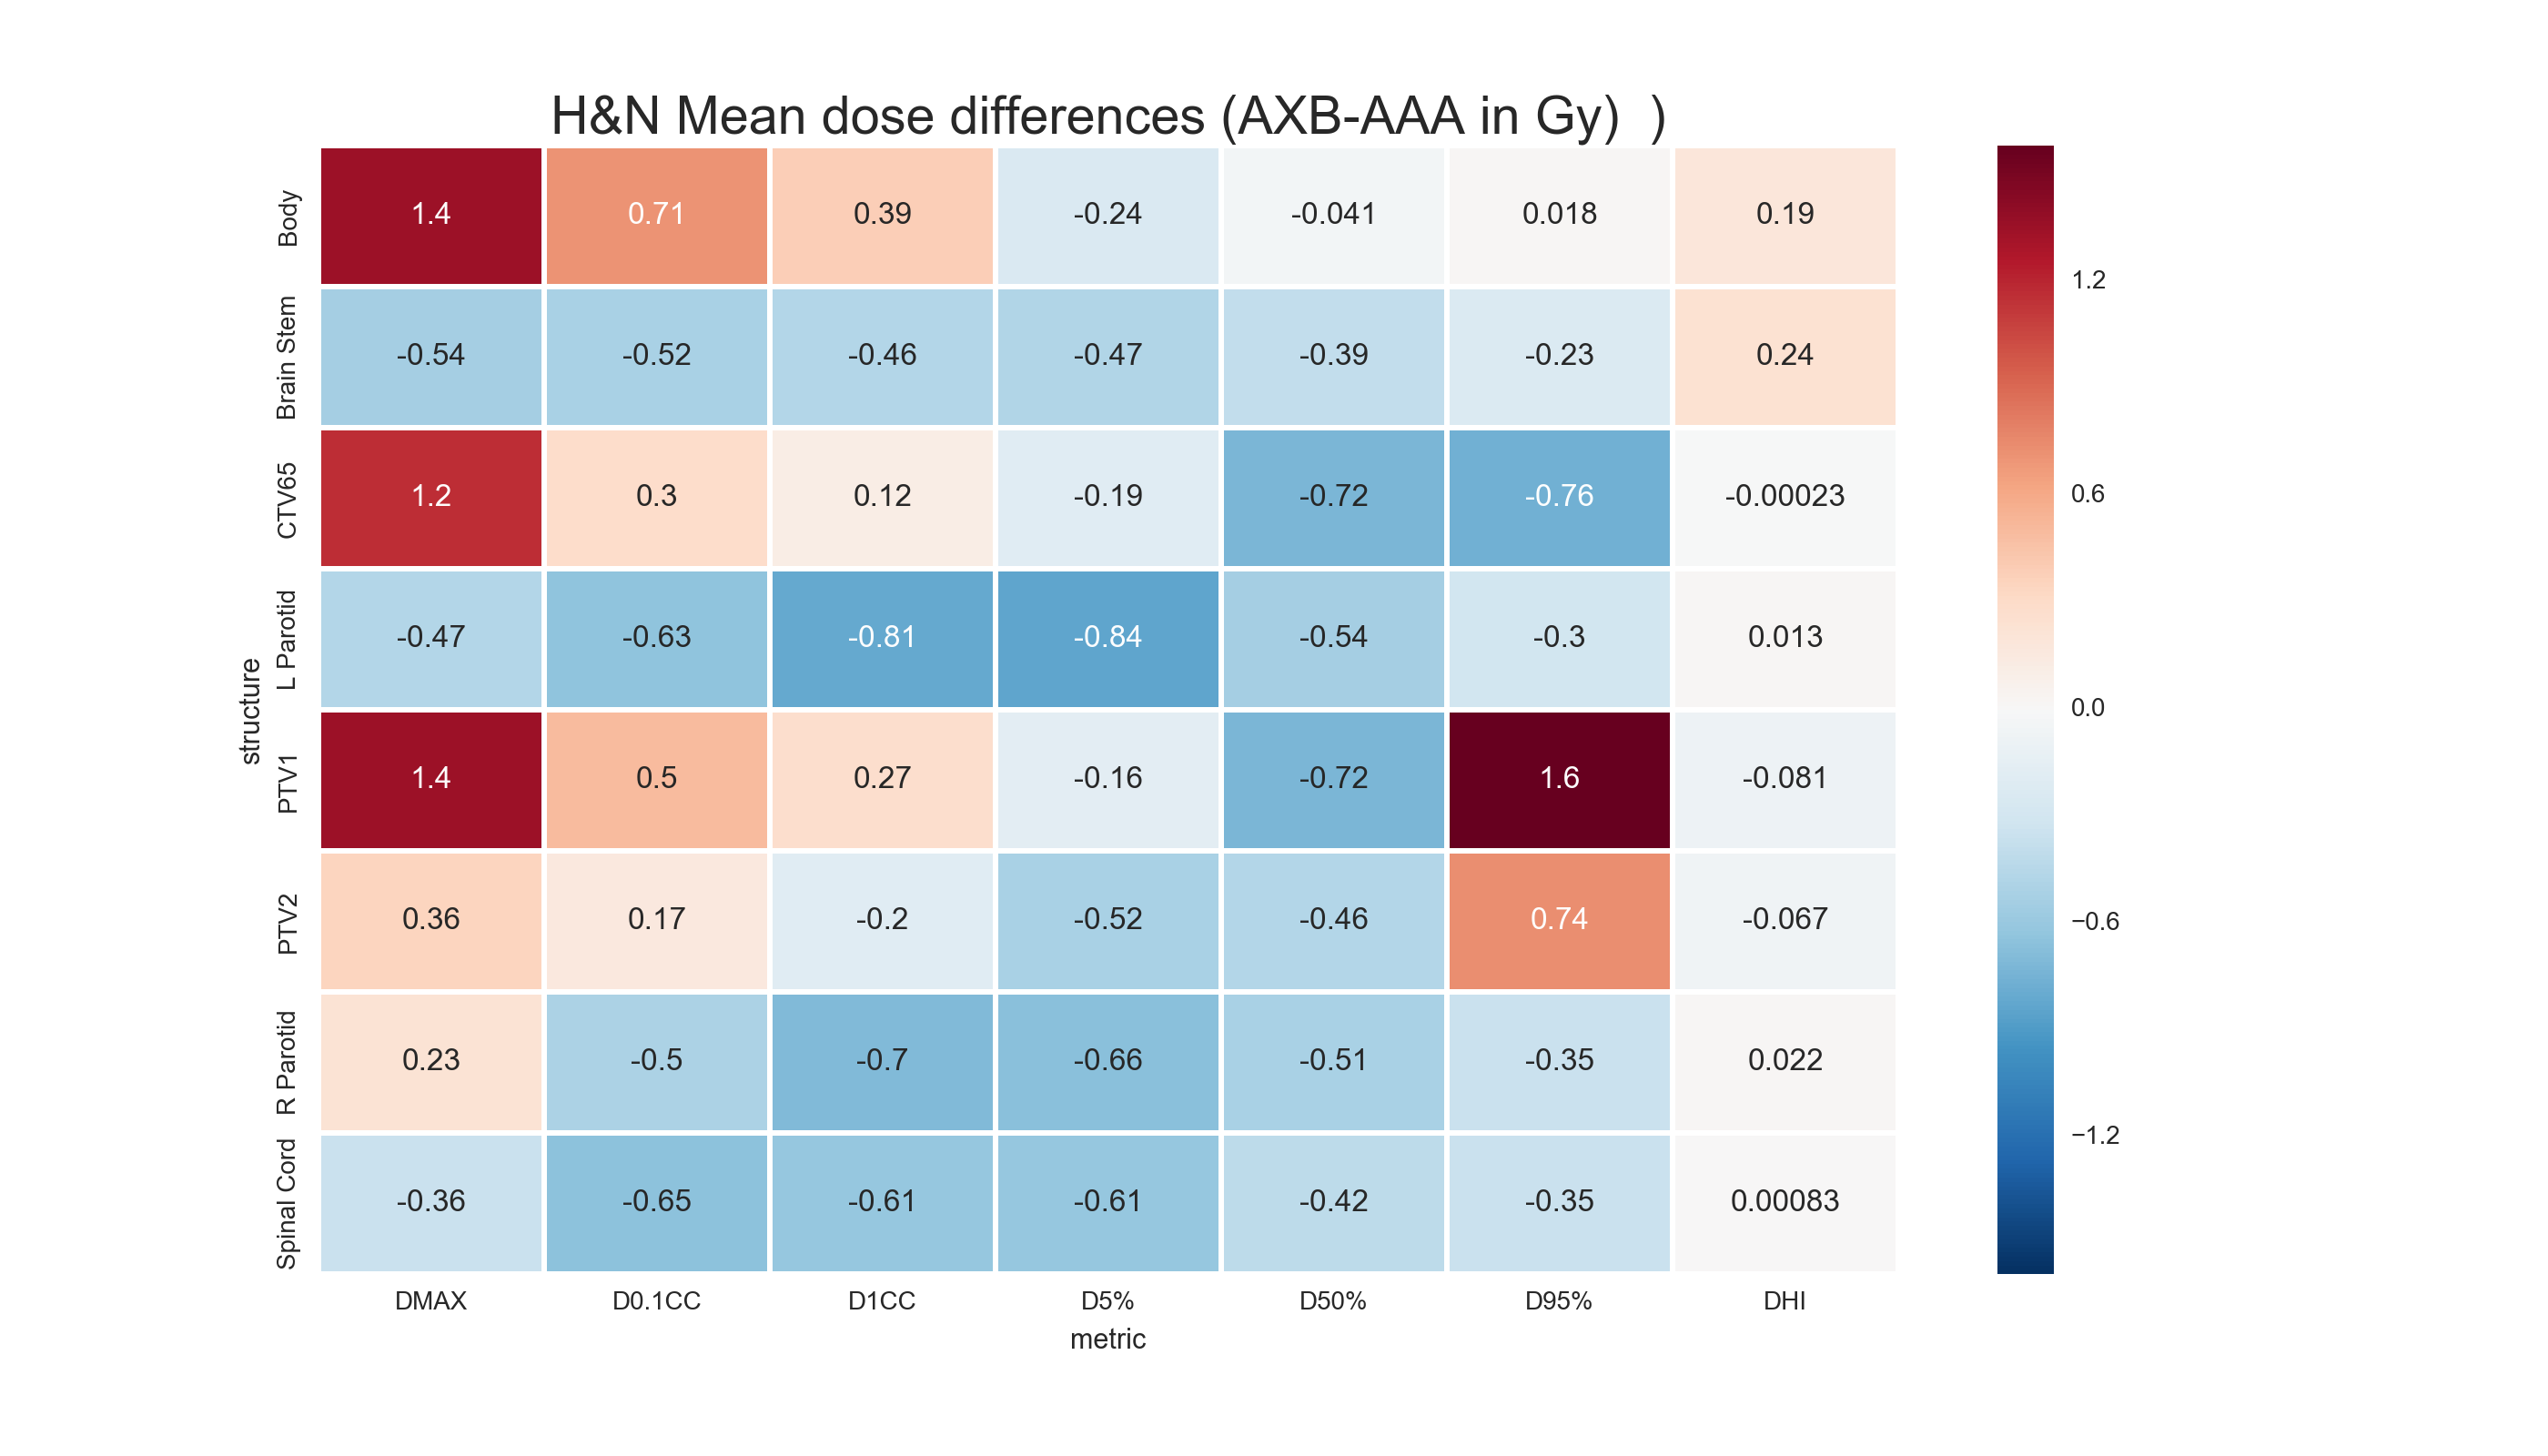 H&N Mean dose differences (AXB-AAA in Gy)  )
structure
Body 1.4 0.71 0.39 -0.24 -0.041 0.018 0.19
Brain Stem -0.54 -0.52 -0.46 -0.47 -0.39 -0.23 0.24
CTV65 1.2 0.3 0.12 -0.19 -0.72 -0.76 -0.00023
L Parotid -0.47 -0.63 -0.81 -0.84 -0.54 -0.3 0.013
PTV1 1.4 0.5 0.27 -0.16 -0.72 1.6 -0.081
PTV2 0.36 0.17 -0.2 -0.52 -0.46 0.74 -0.067
R Parotid 0.23 -0.5 -0.7 -0.66 -0.51 -0.35 0.022
Spinal Cord -0.36 -0.65 -0.61 -0.61 -0.42 -0.35 0.00083
DMAX D0.1CC D1CC D5% D50% D95% DHI
metric
1.2
0.6
0.0
−0.6
−1.2